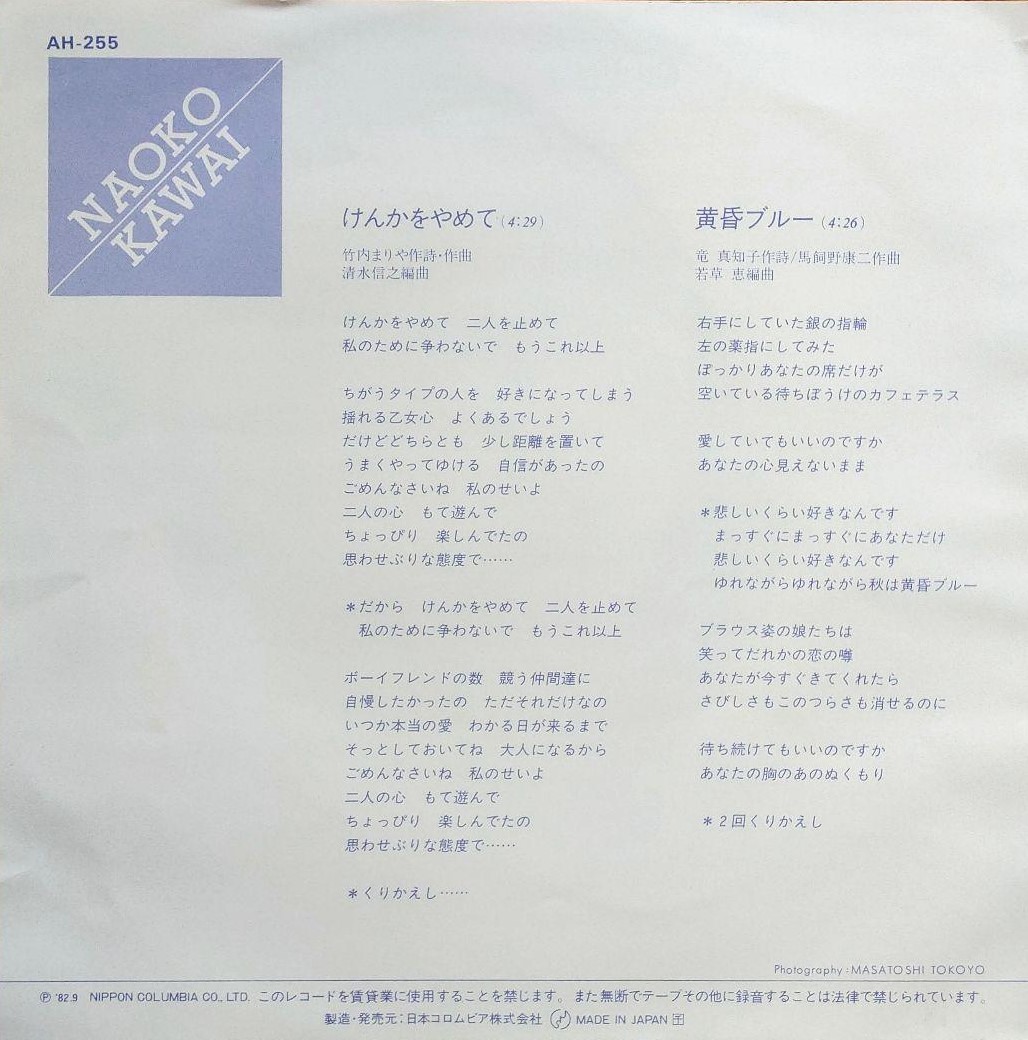 AH-255
NAOKO
KAWAI
けんかをやめて(4:29)
竹内まりや作詩・作曲
清水信之編曲
けんかをやめて 二人を止めて
私のために争わないで もうこれ以上
ちがうタイプの人を 好きになってしまう
揺れる乙女心 よくあるでしょう
だけどどちらとも 少し距離を置いて
うまくやってゆける 自信があったの
ごめんなさいね 私のせいよ
二人の心 もて遊んで
ちょっぴり 楽しんでたの
思わせぶりな態度で……
*だから けんかをやめて 二人を止めて
私のために争わないで もうこれ以上
ボーイフレンドの数 競う仲間達に
自慢したかったの ただそれだけなの
いつか本当の愛 わかる日が来るまで
そっとしておいてね 大人になるから
ごめんなさいね 私のせいよ
二人の心 もて遊んで
ちょっぴり 楽しんでたの
思わせぶりな態度で……
*くりかえし……
黄昏ブルー(4:26)
竜 真知子作詩/馬飼野康二作曲
若草 恵編曲
右手にしていた銀の指輪
左の薬指にしてみた
ぽっかりあなたの席だけが
空いている待ちぼうけのカフェテラス
愛していてもいいのですか
あなたの心見えないまま
*悲しいくらい好きなんです
まっすぐにまっすぐにあなただけ
悲しいくらい好きなんです
ゆれながらゆれながら秋は黄昏ブルー
ブラウス姿の娘たちは
笑ってだれかの恋の噂
あなたが今すぐきてくれたら
さびしさもこのつらさも消せるのに
待ち続けてもいいのですか
あなたの胸のあのぬくもり
*2回くりかえし
Photography:MASATOSHI TOKOYO
Ⓟ'82.9 NIPPON COLUMBIA CO., LTD. このレコードを賃貸業に使用することを禁じます。また無断でテープその他に録音することは法律で禁じられています。
製造・発売元:日本コロムビア株式会社 MADE IN JAPAN